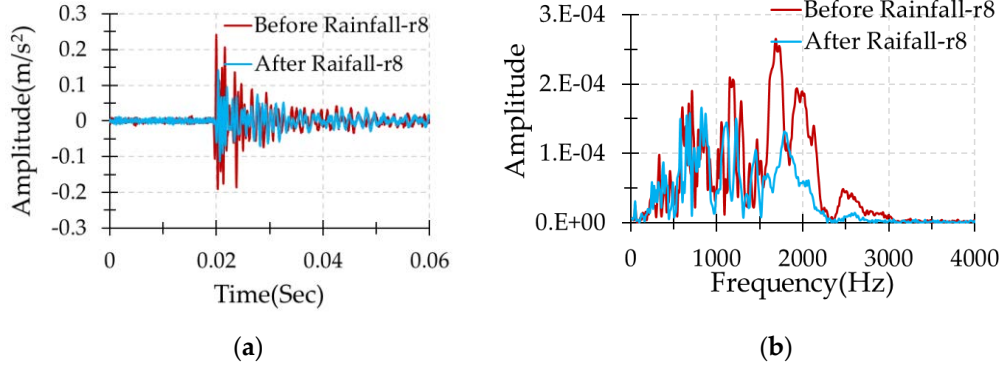 0.3
0.2
0.1
0
-0.1
-0.2
-0.3
Amplitude(m/s²)
Before Rainfall-r8
After Raifall-r8
0 0.02 0.04 0.06
Time(Sec)
(a)
3.E-04
2.E-04
1.E-04
0.E+00
Amplitude
Before Rainfall-r8
After Raifall-r8
0 1000 2000 3000 4000
Frequency(Hz)
(b)